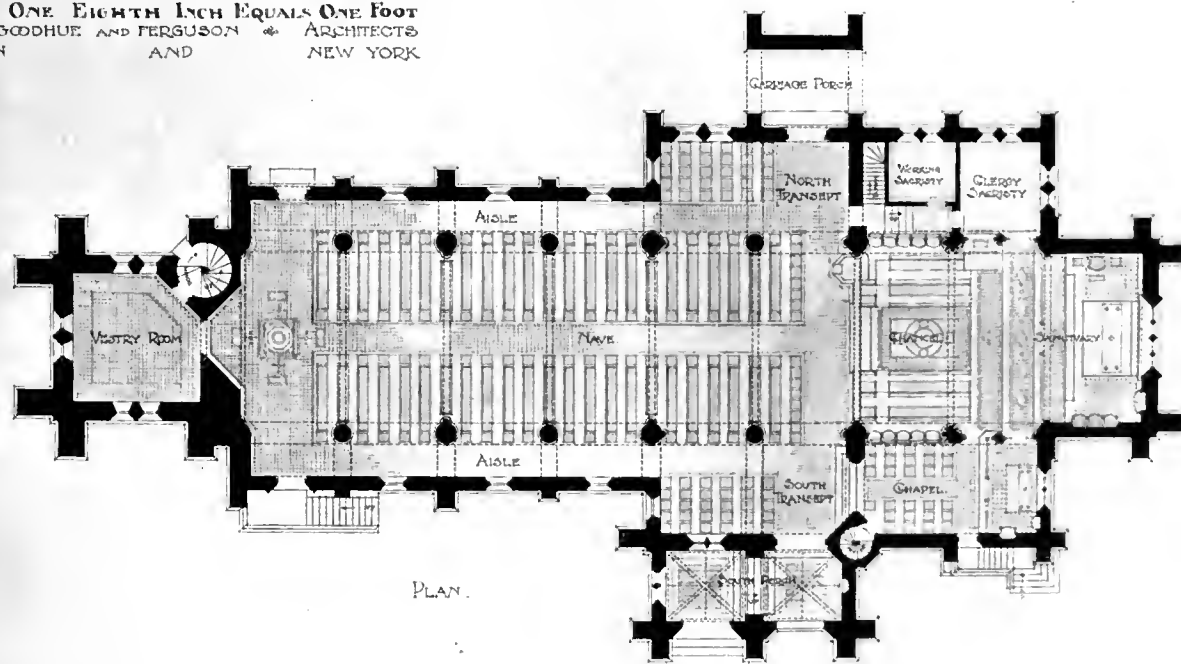 ONE EIGHTH INCH EQUALS ONE FOOT
GOODHUE AND FERGUSON ARCHITECTS
AND NEW YORK
CARRIAGE PORCH
NORTH
TRANSEPT
WORKING
SACRISTY
CLERGY
SACRISTY
AISLE
VESTRY ROOM
NAVE
CHANCEL
SANCTUARY
AISLE
SOUTH
TRANSEPT
CHAPEL.
SOUTH PORCH
PLAN.